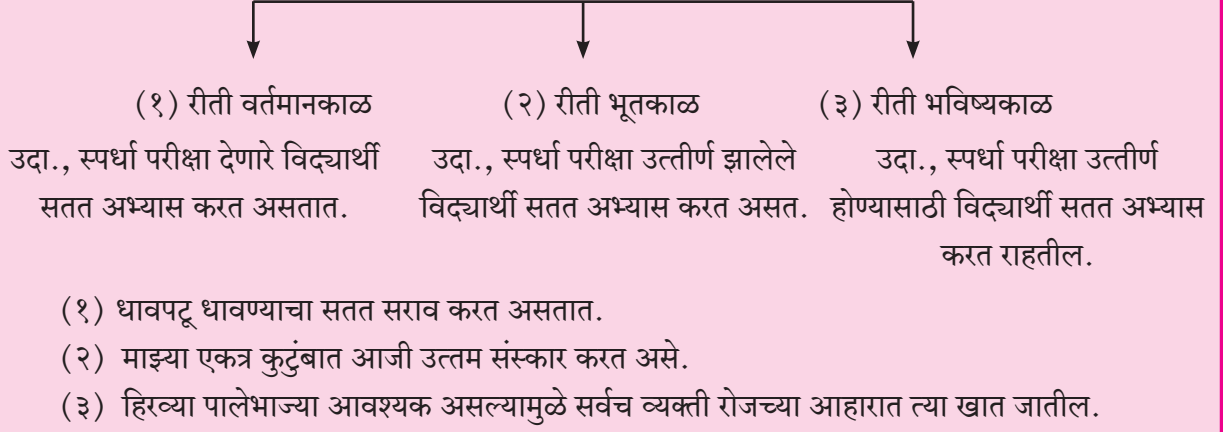 (१) रीती वर्तमानकाळ (२) रीती भूतकाळ (३) रीती भविष्यकाळ
उदा., स्पर्धा परीक्षा देणारे विद्यार्थी उदा., स्पर्धा परीक्षा उत्तीर्ण झालेले उदा., स्पर्धा परीक्षा उत्तीर्ण
सतत अभ्यास करत असतात. विद्यार्थी सतत अभ्यास करत असत. होण्यासाठी विद्यार्थी सतत अभ्यास
करत राहतील.
(१) धावपटू धावण्याचा सतत सराव करत असतात.
(२) माझ्या एकत्र कुटुंबात आजी उत्तम संस्कार करत असे.
(३) हिरव्या पालेभाज्या आवश्यक असल्यामुळे सर्वच व्यक्ती रोजच्या आहारात त्या खात जातील.